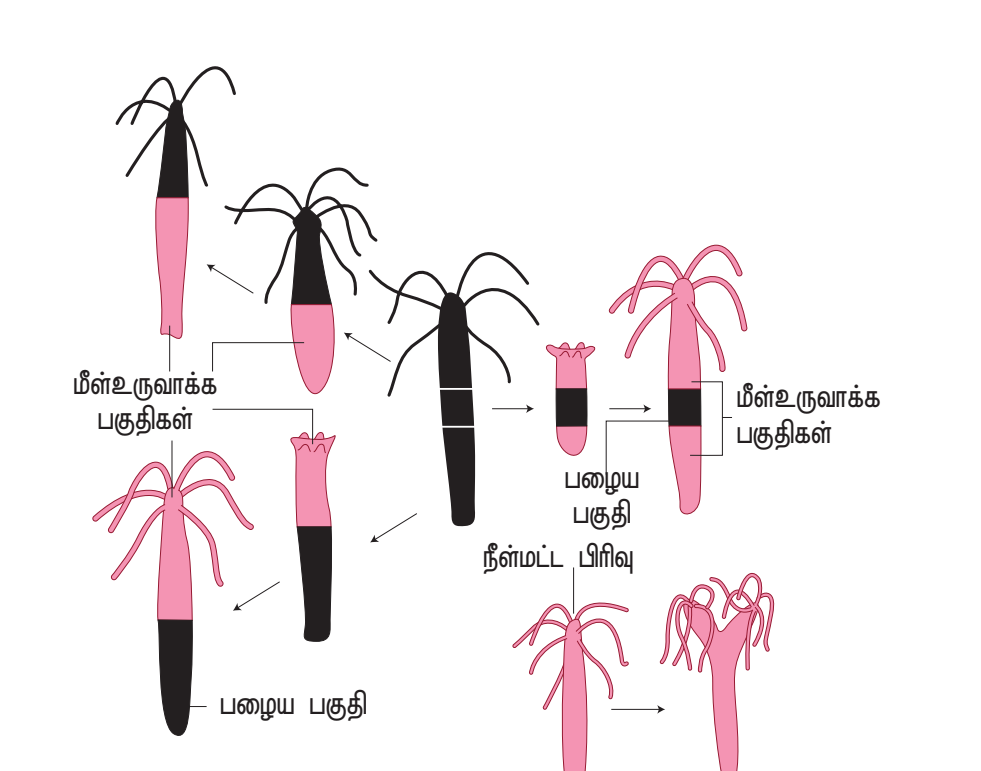 மீள்உருவாக்க
பகுதிகள்
மீள்உருவாக்க
பகுதிகள்
பழைய
பகுதி
நீள்மட்ட பிரிவு
பழைய பகுதி